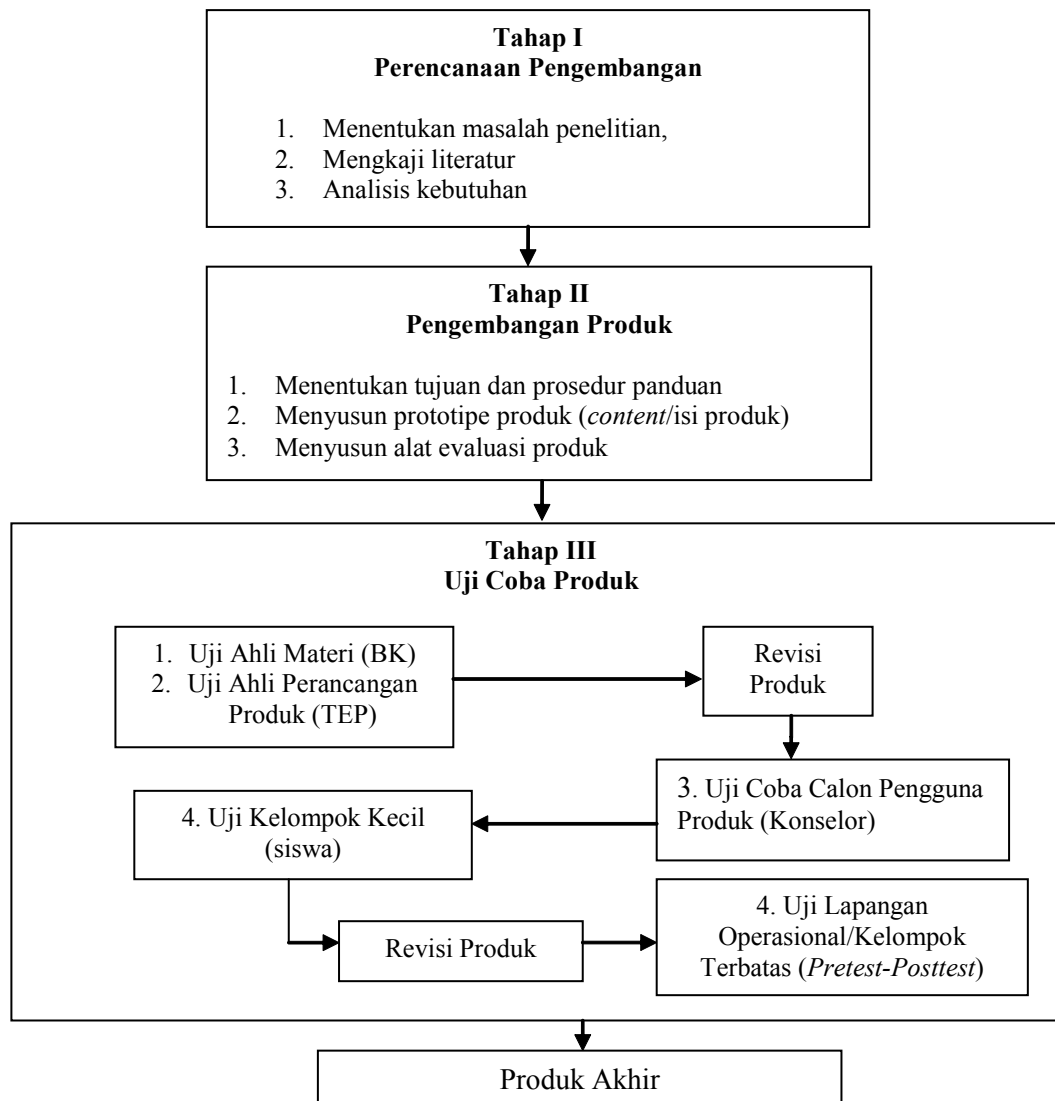 Tahap I
Perencanaan Pengembangan
1. Menentukan masalah penelitian,
2. Mengkaji literatur
3. Analisis kebutuhan
Tahap II
Pengembangan Produk
1. Menentukan tujuan dan prosedur panduan
2. Menyusun prototipe produk (content/isi produk)
3. Menyusun alat evaluasi produk
Tahap III
Uji Coba Produk
1. Uji Ahli Materi (BK)
2. Uji Ahli Perancangan
Produk (TEP)
Revisi
Produk
3. Uji Coba Calon Pengguna
Produk (Konselor)
4. Uji Kelompok Kecil
(siswa)
Revisi Produk
4. Uji Lapangan
Operasional/Kelompok
Terbatas (Pretest-Posttest)
Produk Akhir